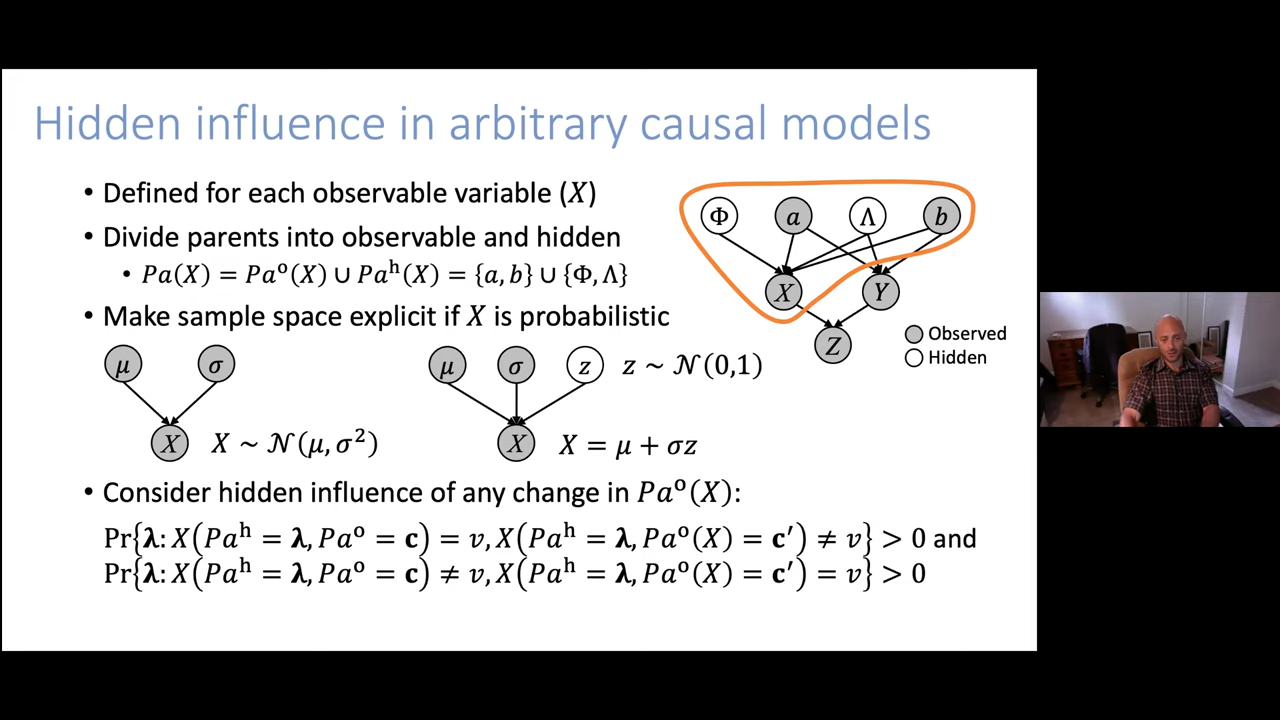 Hidden influence in arbitrary causal models
• Defined for each observable variable (X)
• Divide parents into observable and hidden
• Pa(X) = Paᵒ(X) ∪ Paʰ(X) = {a, b} ∪ {Φ, Λ}
• Make sample space explicit if X is probabilistic
Φ a Λ b
X Y
Z
Observed
Hidden
μ σ
X X ~ 𝒩(μ, σ²)
μ σ z z ~ 𝒩(0,1)
X X = μ + σz
• Consider hidden influence of any change in Paᵒ(X):
Pr{𝛌: X(Paʰ = 𝛌, Paᵒ = 𝐜) = v, X(Paʰ = 𝛌, Paᵒ(X) = 𝐜′) ≠ v} > 0 and
Pr{𝛌: X(Paʰ = 𝛌, Paᵒ = 𝐜) ≠ v, X(Paʰ = 𝛌, Paᵒ(X) = 𝐜′) = v} > 0